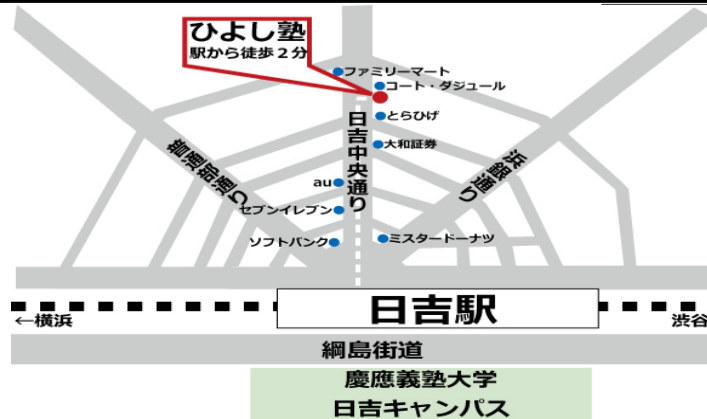 ひよし塾
駅から徒歩２分
ファミリーマート
コート・ダジュール
とらひげ
大和証券
日吉中央通り
普通部通り
浜銀通り
au
セブンイレブン
ソフトバンク
ミスタードーナツ
日吉駅
←横浜
渋谷
綱島街道
慶應義塾大学
日吉キャンパス